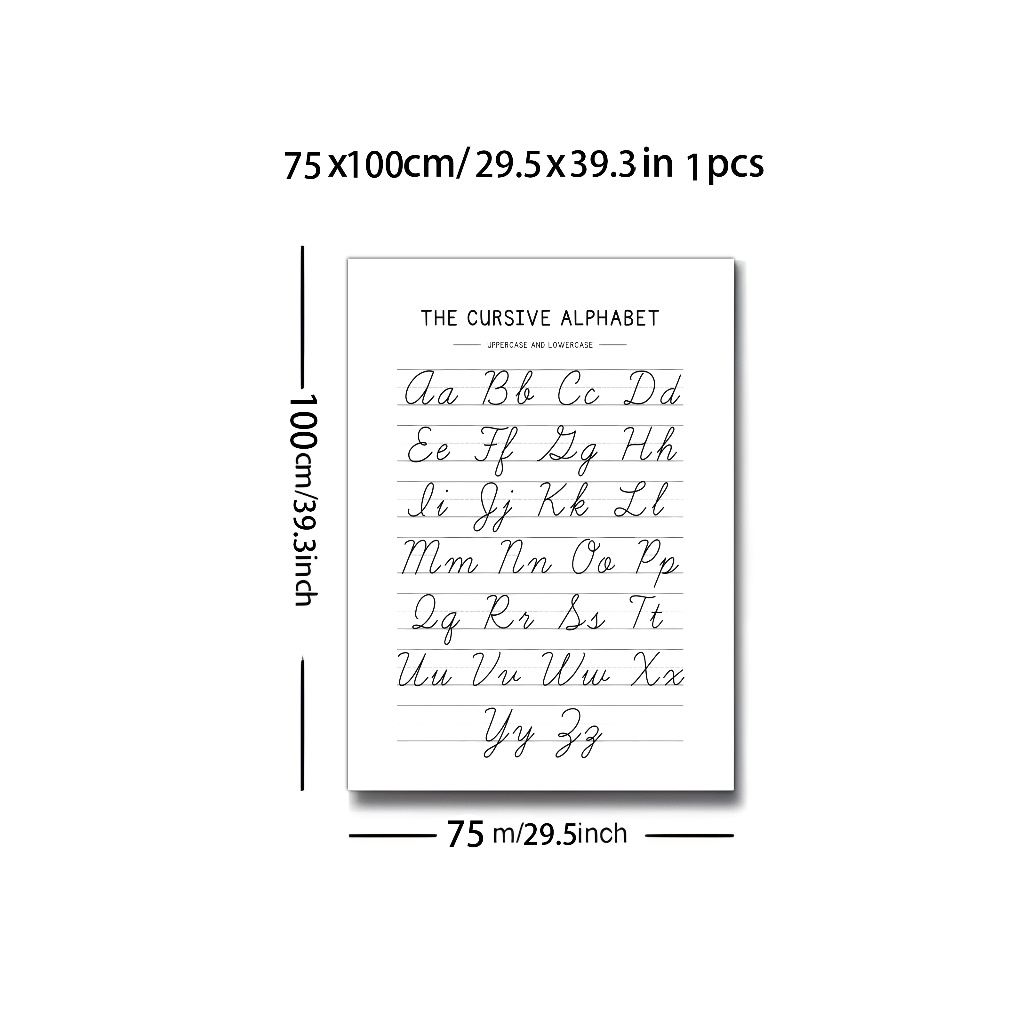 75x100cm/ 29.5x39.3in 1pcs
THE CURSIVE ALPHABET
UPPERCASE AND LOWERCASE
Aa Bb Cc Dd
Ee Ff Gg Hh
Ii Jj Kk Ll
Mm Nn Oo Pp
Qq Rr Ss Tt
Uu Vv Ww Xx
Yy Zz
100cm/39.3inch
75 m/29.5inch